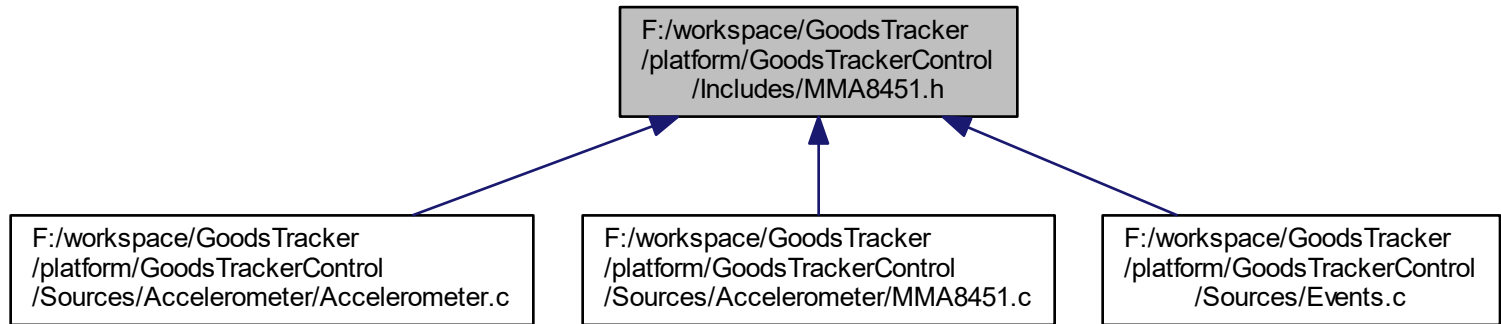 F:/workspace/GoodsTracker
/platform/GoodsTrackerControl
/Includes/MMA8451.h
F:/workspace/GoodsTracker
/platform/GoodsTrackerControl
/Sources/Accelerometer/Accelerometer.c
F:/workspace/GoodsTracker
/platform/GoodsTrackerControl
/Sources/Accelerometer/MMA8451.c
F:/workspace/GoodsTracker
/platform/GoodsTrackerControl
/Sources/Events.c